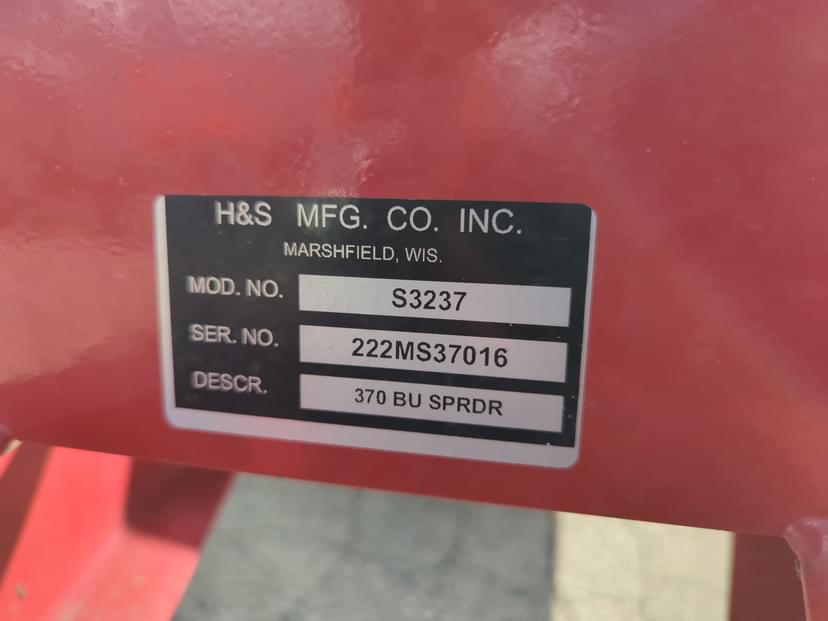 H&S MFG. CO. INC.
MARSHFIELD, WIS.
MOD. NO. S3237
SER. NO. 222MS37016
DESCR. 370 BU SPRDR